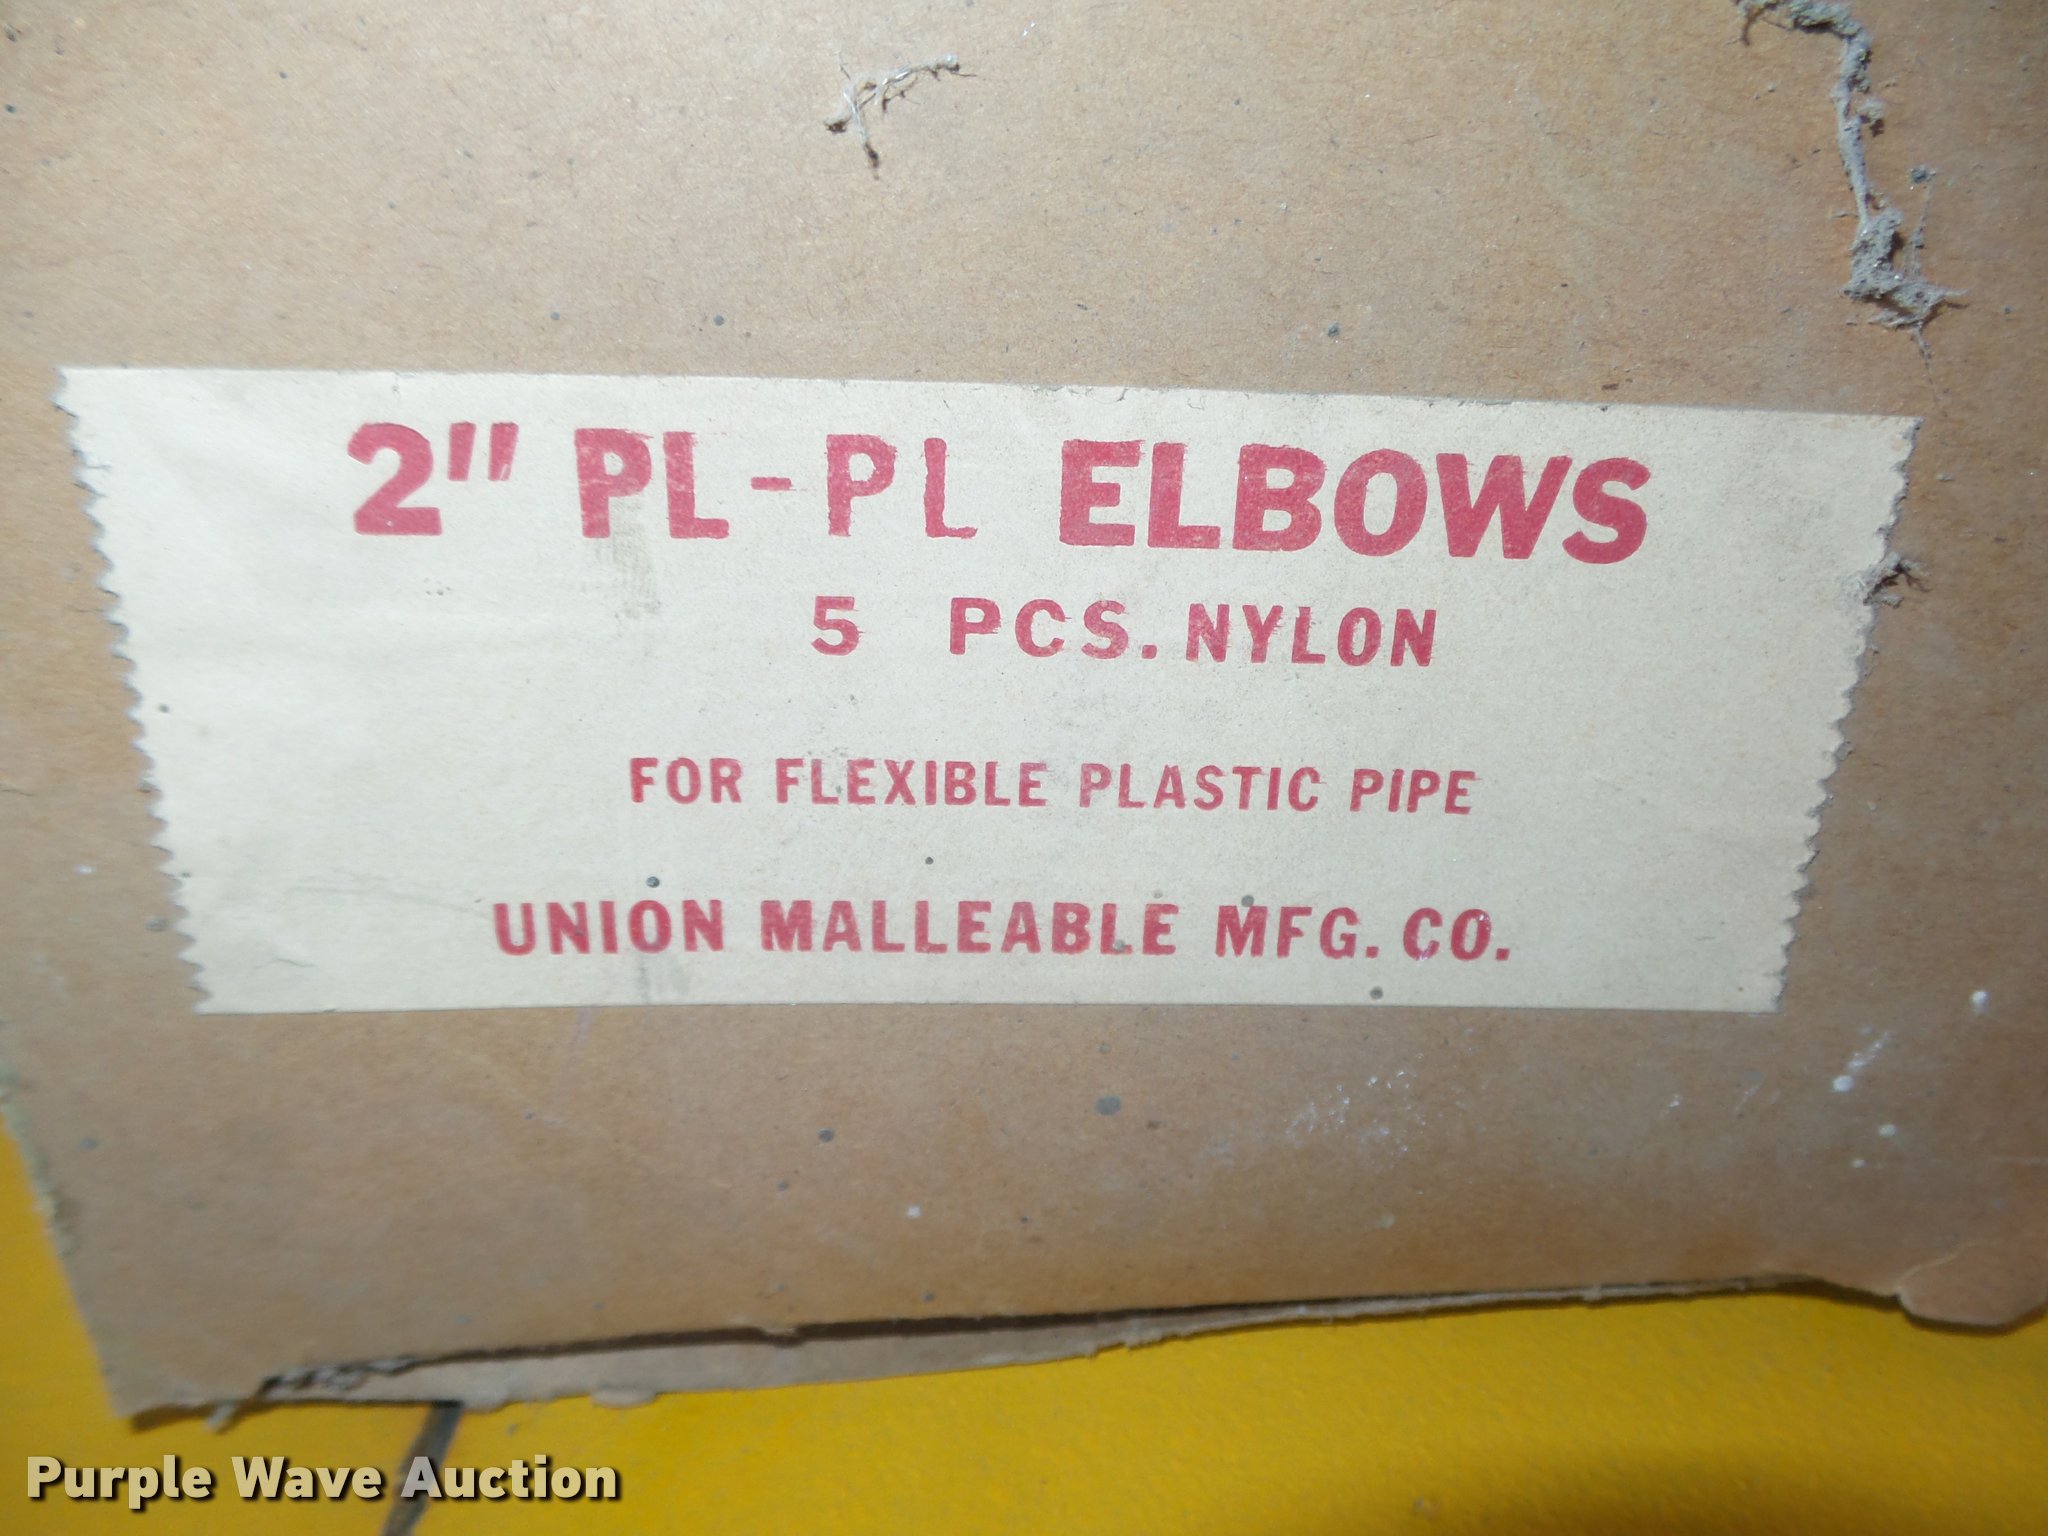 2" PL-PL ELBOWS
5 PCS. NYLON
FOR FLEXIBLE PLASTIC PIPE
UNION MALLEABLE MFG. CO.
Purple Wave Auction